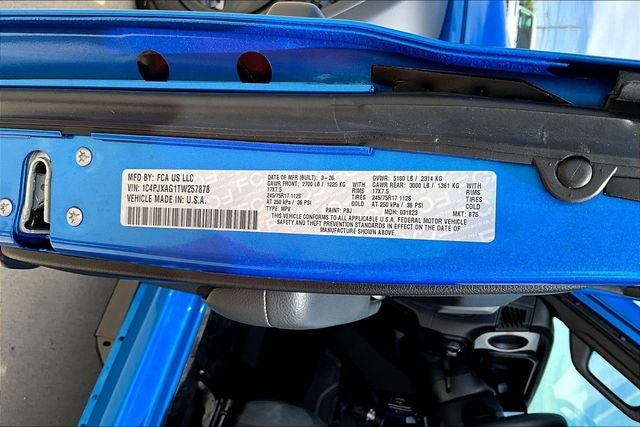 MFD BY: FCA US LLC
VIN: 1C4PJXAG1TW257878
VEHICLE MADE IN: U.S.A.
DATE OF MFR (BUILT): 3-26 GVWR: 5100 LB / 2314 KG
GAWR FRONT: 2700 LB / 1225 KG WITH GAWR REAR: 3000 LB / 1361 KG WITH
17X7.5 RIMS 17X7.5 RIMS
245/75R17 112S TIRES 245/75R17 112S TIRES
AT 250 kPa / 36 PSI COLD AT 250 kPa / 36 PSI COLD
TYPE: MPV PAINT: PBJ MDH: 031823 MKT: 875
THIS VEHICLE CONFORMS TO ALL APPLICABLE U.S.A. FEDERAL MOTOR VEHICLE
SAFETY AND THEFT PREVENTION STANDARDS IN EFFECT ON THE DATE OF
MANUFACTURE SHOWN ABOVE.